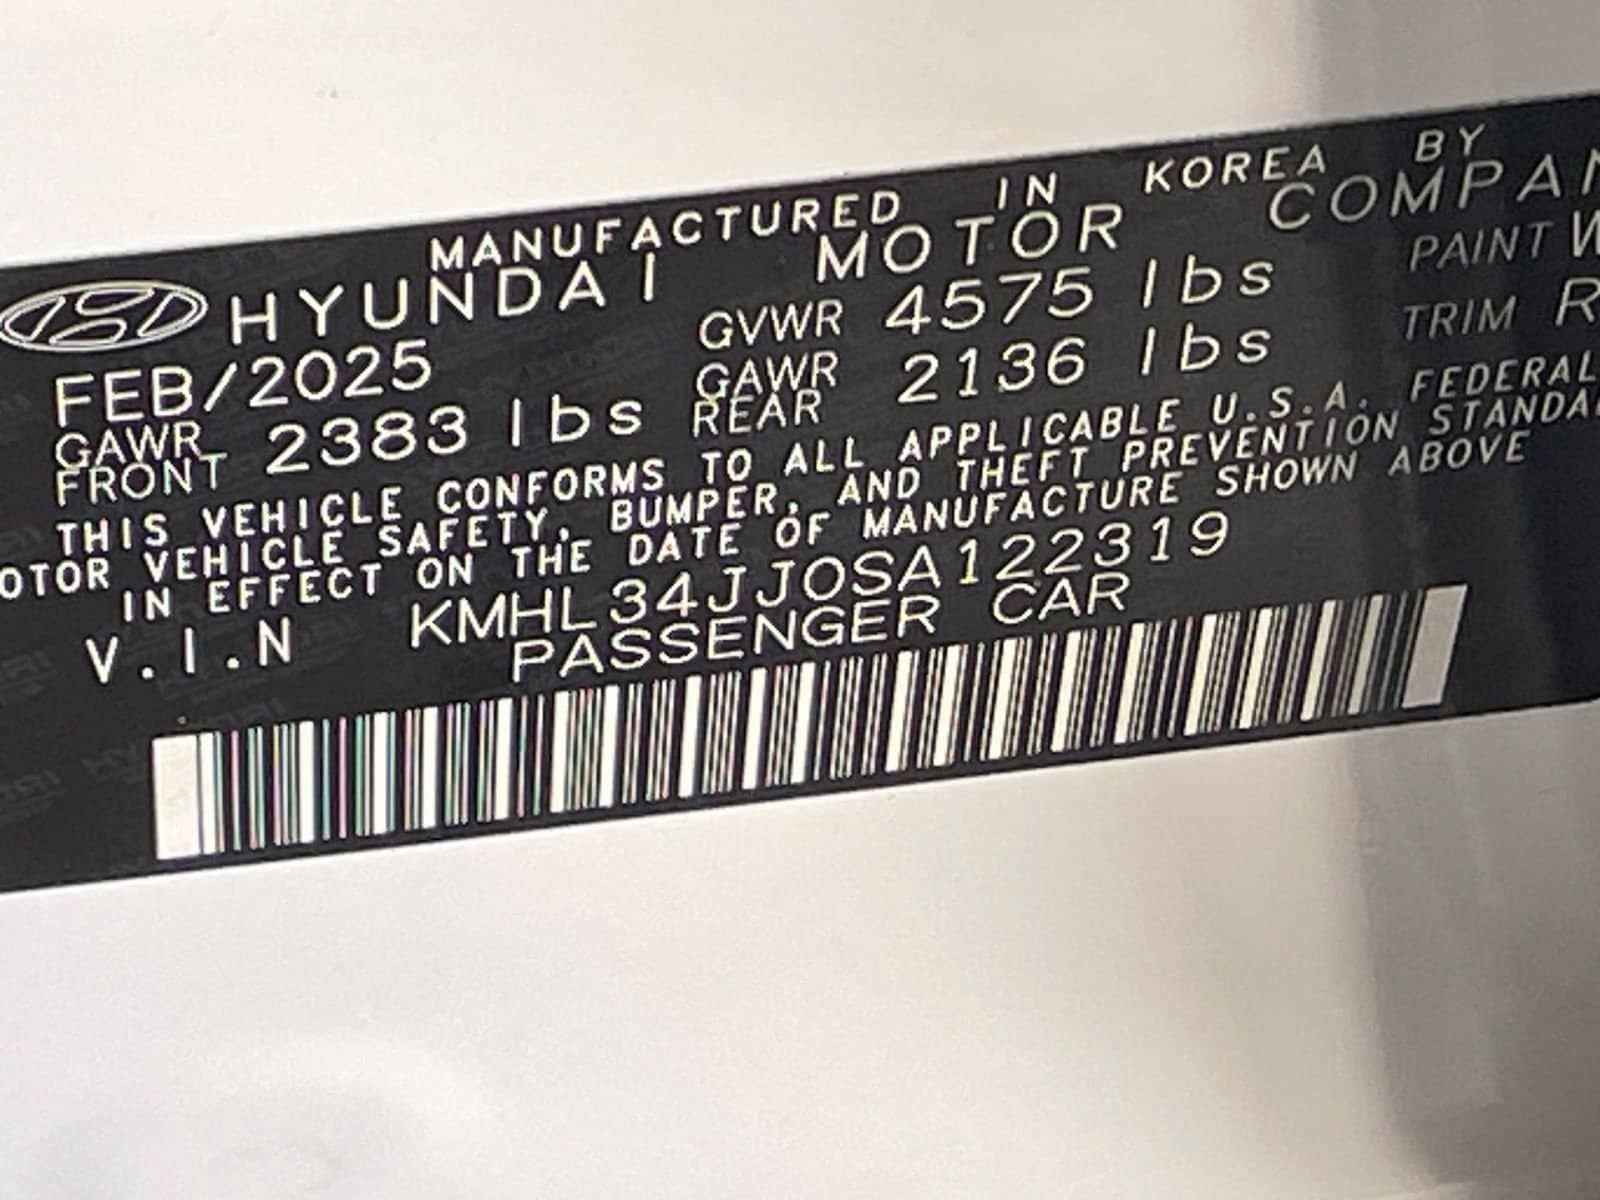 MANUFACTURED IN KOREA BY
HYUNDAI MOTOR COMPAN
FEB/2025 GVWR 4575 lbs PAINT W
GAWR FRONT 2383 lbs GAWR REAR 2136 lbs TRIM R
THIS VEHICLE CONFORMS TO ALL APPLICABLE U.S.A. FEDERAL
OTOR VEHICLE SAFETY, BUMPER, AND THEFT PREVENTION STANDA
IN EFFECT ON THE DATE OF MANUFACTURE SHOWN ABOVE
V.I.N KMHL34JJ0SA122319
PASSENGER CAR